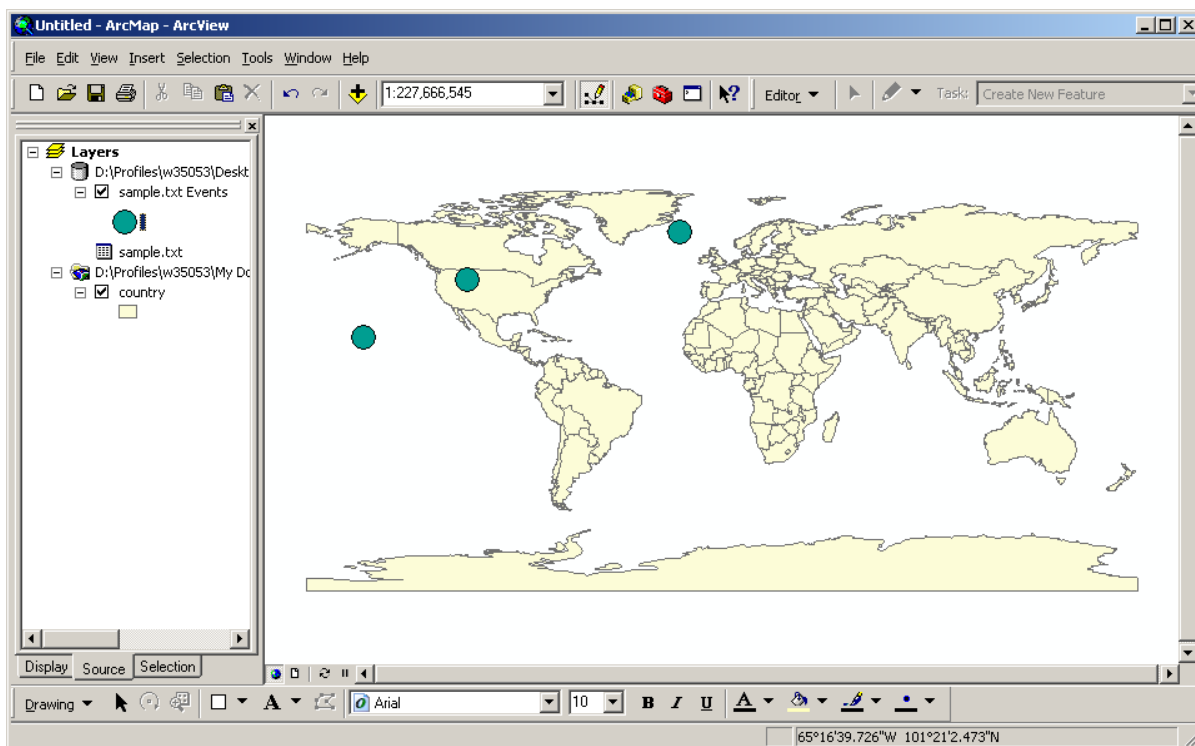 Untitled - ArcMap - ArcView
File Edit View Insert Selection Tools Window Help
1:227,666,545
Editor
Task: Create New Feature
Layers
D:\Profiles\w35053\Deskt
sample.txt Events
sample.txt
D:\Profiles\w35053\My Do
country
Display Source Selection
Drawing
A
Arial
10
B I U A
65°16'39.726"W 101°21'2.473"N